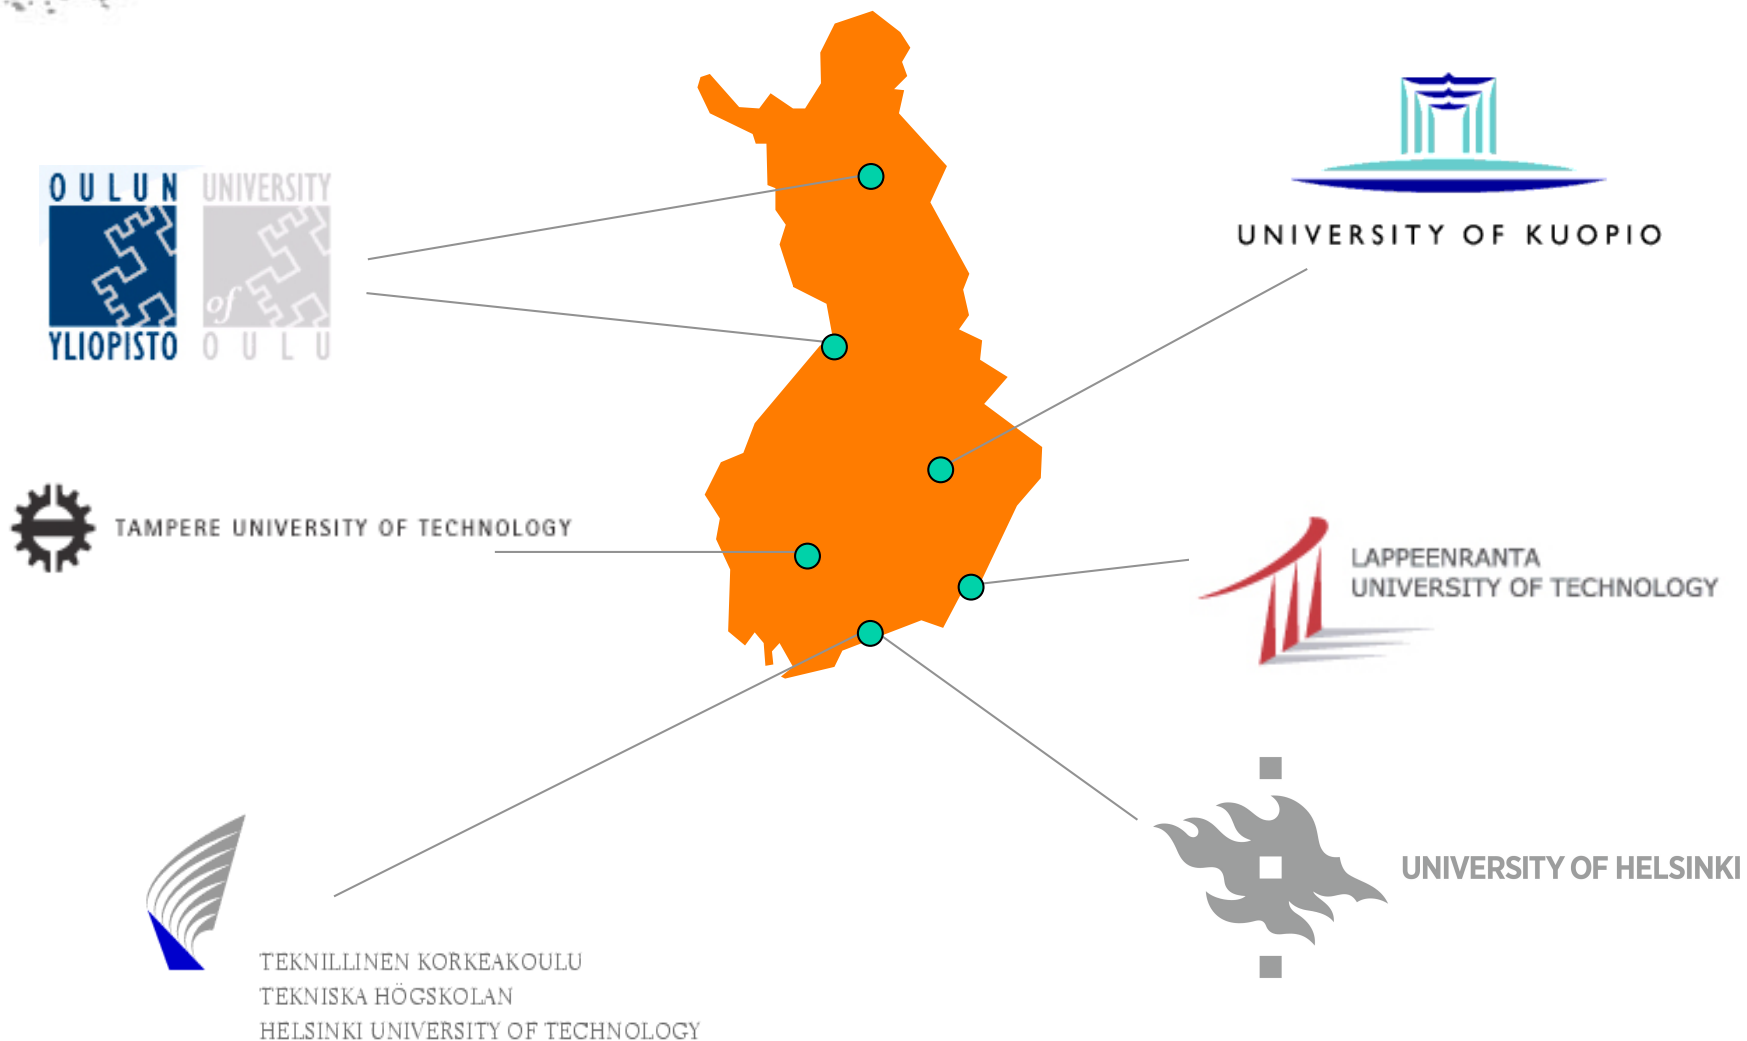 OULUN
YLIOPISTO
UNIVERSITY
of
OULU
UNIVERSITY OF KUOPIO
TAMPERE UNIVERSITY OF TECHNOLOGY
LAPPEENRANTA
UNIVERSITY OF TECHNOLOGY
UNIVERSITY OF HELSINKI
TEKNILLINEN KORKEAKOULU
TEKNISKA HÖGSKOLAN
HELSINKI UNIVERSITY OF TECHNOLOGY